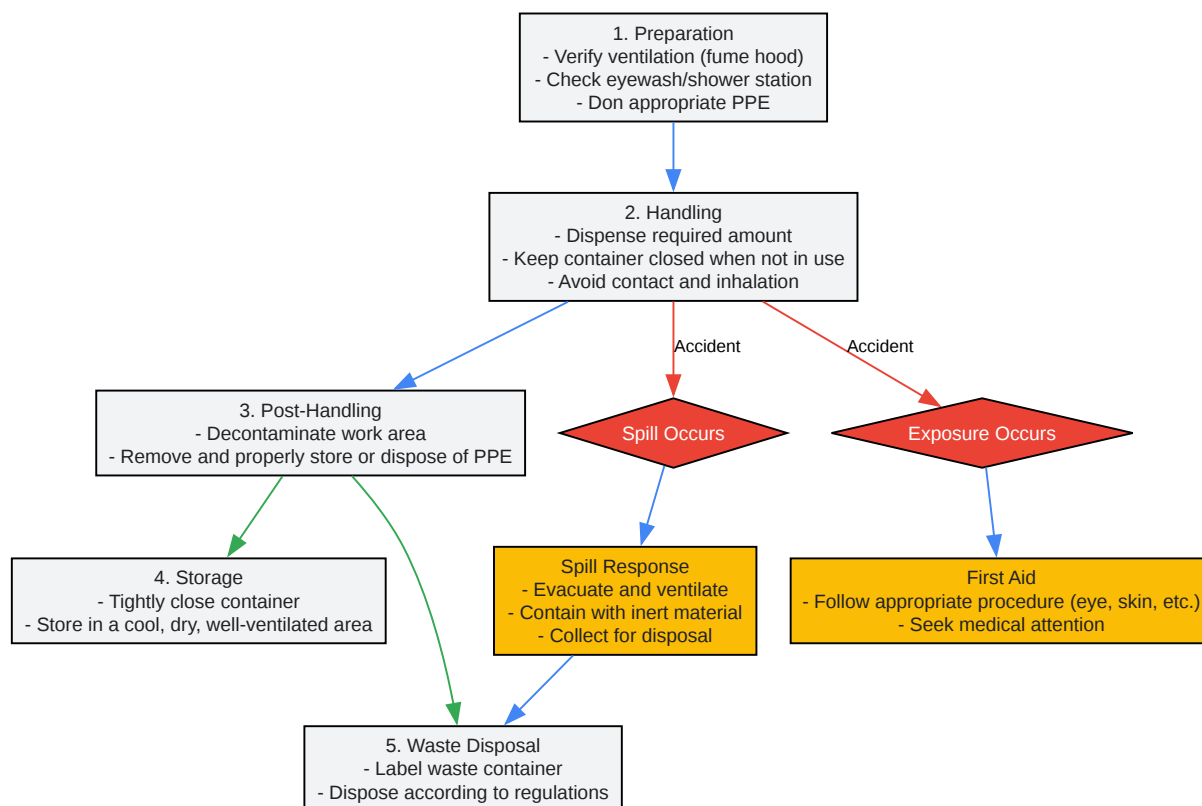 1. Preparation
- Verify ventilation (fume hood)
- Check eyewash/shower station
- Don appropriate PPE
2. Handling
- Dispense required amount
- Keep container closed when not in use
- Avoid contact and inhalation
Accident
Accident
3. Post-Handling
- Decontaminate work area
- Remove and properly store or dispose of PPE
Spill Occurs
Exposure Occurs
4. Storage
- Tightly close container
- Store in a cool, dry, well-ventilated area
Spill Response
- Evacuate and ventilate
- Contain with inert material
- Collect for disposal
First Aid
- Follow appropriate procedure (eye, skin, etc.)
- Seek medical attention
5. Waste Disposal
- Label waste container
- Dispose according to regulations